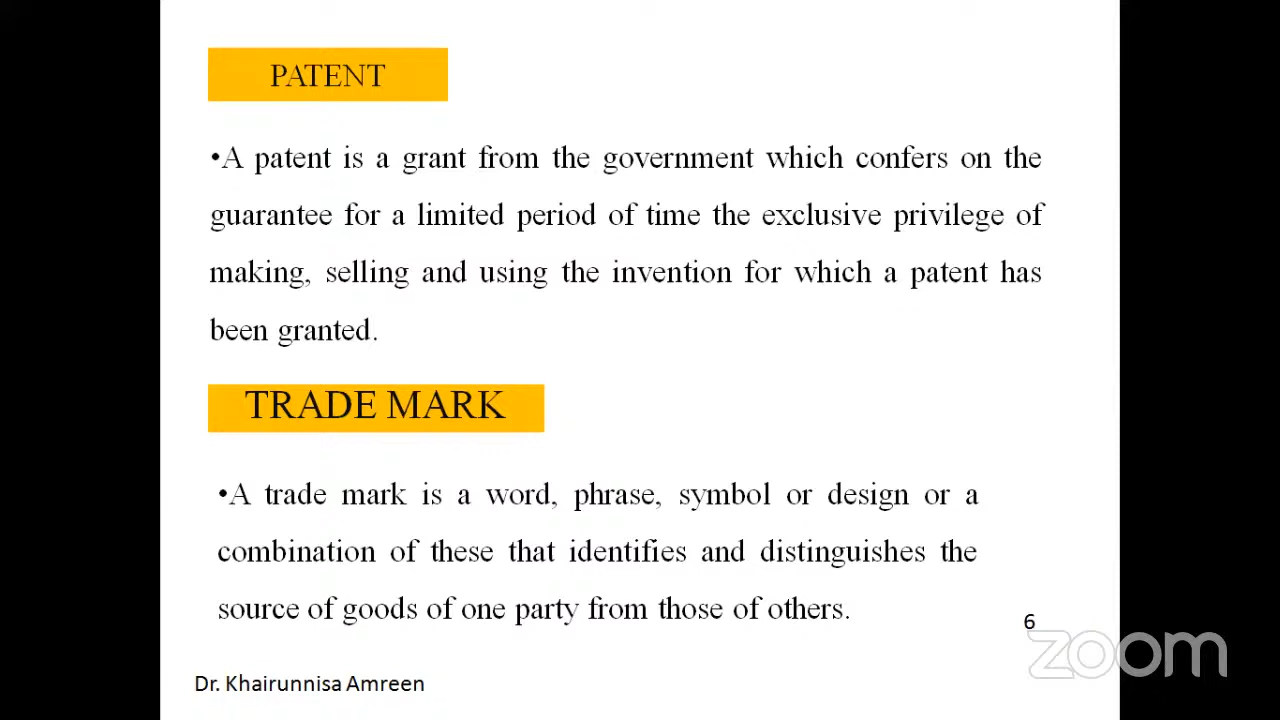 PATENT
•A patent is a grant from the government which confers on the
guarantee for a limited period of time the exclusive privilege of
making, selling and using the invention for which a patent has
been granted.
TRADE MARK
•A trade mark is a word, phrase, symbol or design or a
combination of these that identifies and distinguishes the
source of goods of one party from those of others.
6
zoom
Dr. Khairunnisa Amreen